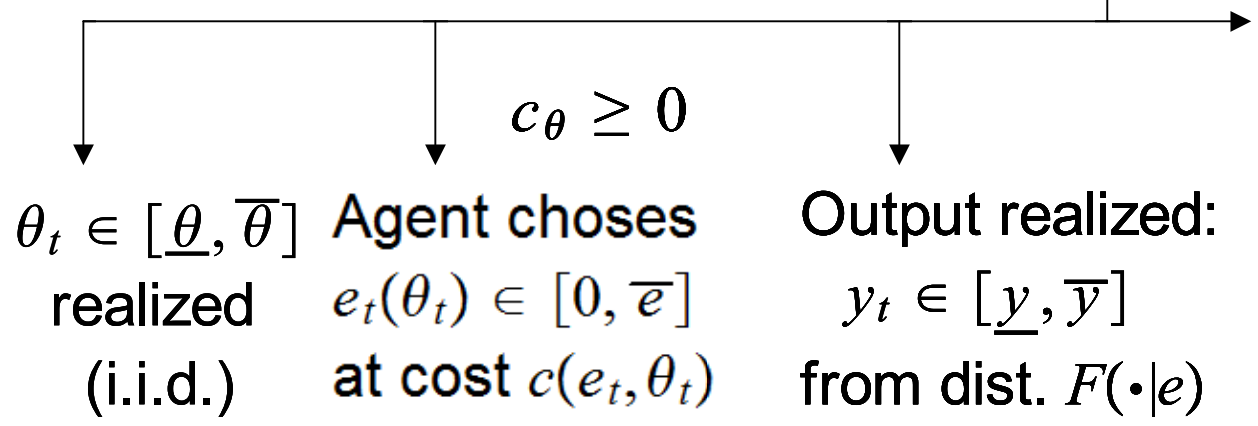 c_θ ≥ 0
θ_t ∈ [θ̲, θ̅]
realized
(i.i.d.)
Agent choses
e_t(θ_t) ∈ [0, e̅]
at cost c(e_t, θ_t)
Output realized:
y_t ∈ [y̲, y̅]
from dist. F(•|e)